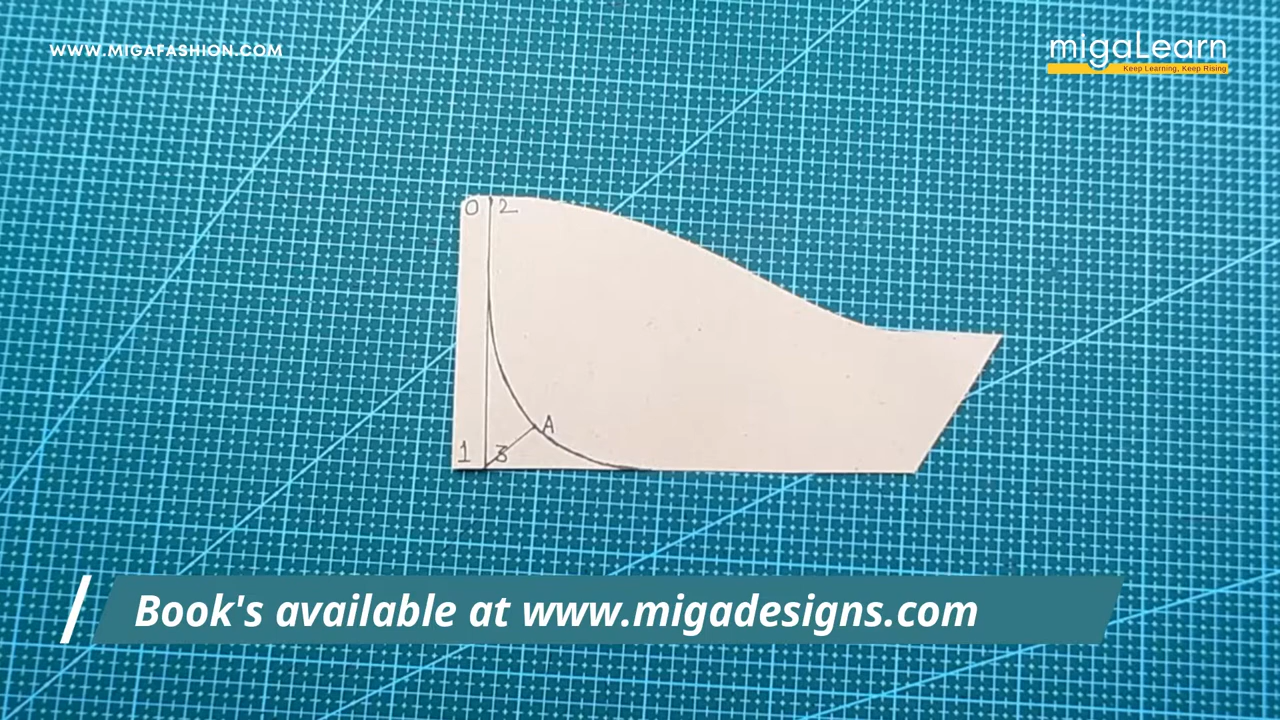 WWW.MIGAFASHION.COM
migaLearn
Keep Learning, Keep Rising
0 2
A
1 3
Book's available at www.migadesigns.com